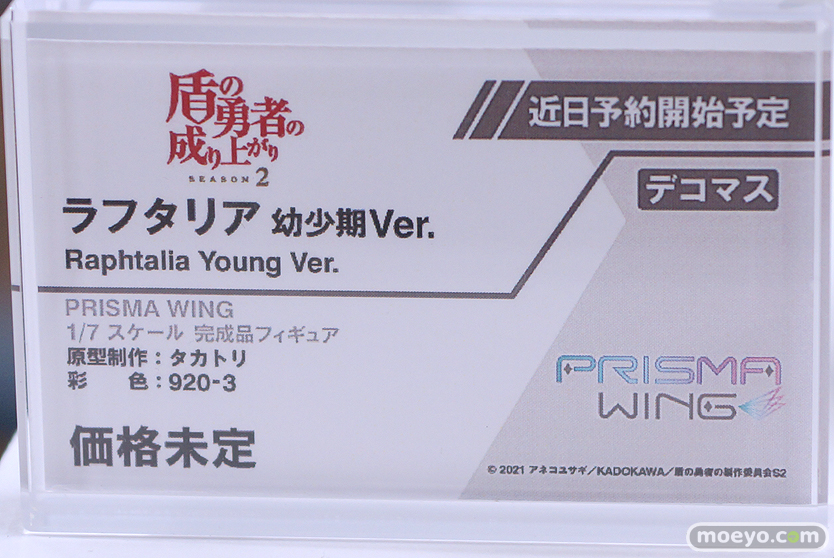 盾の勇者の
成り上がり
SEASON 2
近日予約開始予定
デコマス
ラフタリア 幼少期Ver.
Raphtalia Young Ver.
PRISMA WING
1/7 スケール 完成品フィギュア
原型制作：タカトリ
彩　　色：920-3
価格未定
PRISMA
WING
© 2021 アネコユサギ／KADOKAWA／盾の勇者の製作委員会S2
moeyo.com